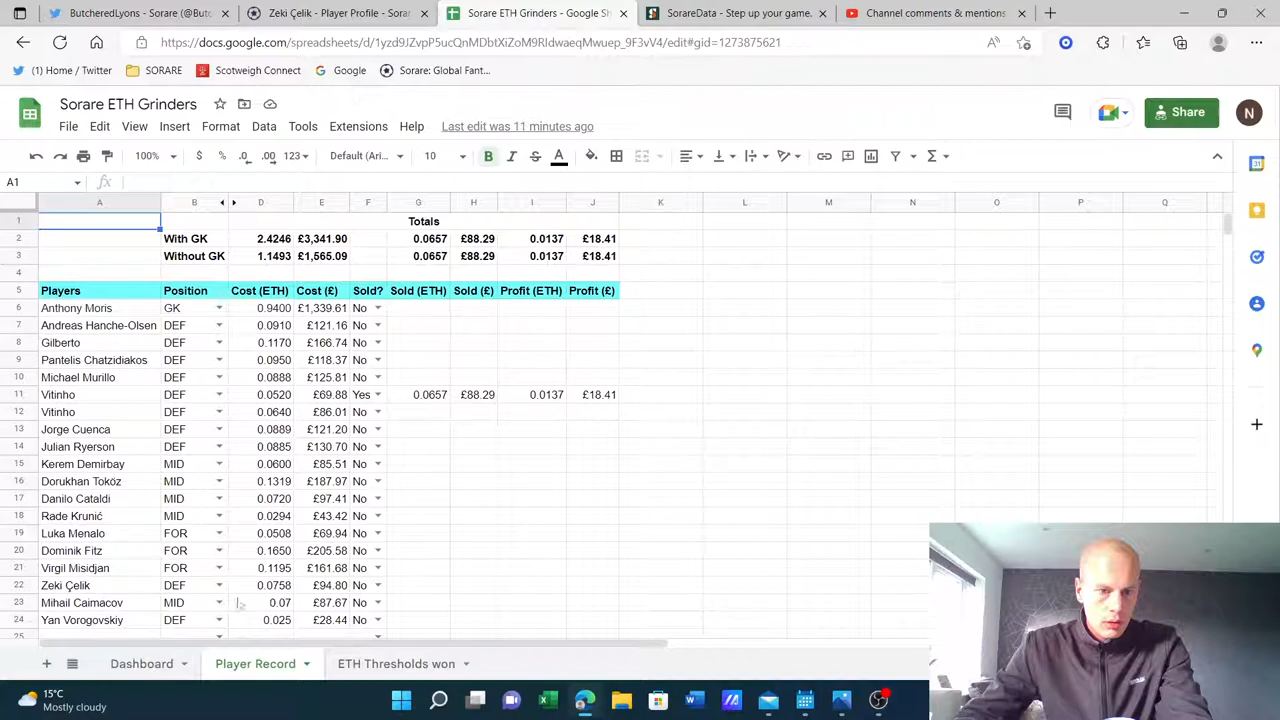 ButcheredLyons - Sorare (@Butc
Zeki Çelik - Player Profile - Sorar
Sorare ETH Grinders - Google Sh
SorareData - Step up your game.
Channel comments & mentions
https://docs.google.com/spreadsheets/d/1yzd9JZvpP5ucQnMDbtXiZoM9RIdwaeqMwuep_9F3vV4/edit#gid=1273875621
(1) Home / Twitter
SORARE
Scotweigh Connect
Google
Sorare: Global Fant...
Sorare ETH Grinders
File Edit View Insert Format Data Tools Extensions Help Last edit was 11 minutes ago
Share
N
100% $ % .0 .00 123 Default (Ari... 10 B I S A
A1 fx
A B D E F G H I J K L M N O P Q
1 Totals
2 With GK 2.4246 £3,341.90 0.0657 £88.29 0.0137 £18.41
3 Without GK 1.1493 £1,565.09 0.0657 £88.29 0.0137 £18.41
4
5 Players Position Cost (ETH) Cost (£) Sold? Sold (ETH) Sold (£) Profit (ETH) Profit (£)
6 Anthony Moris GK 0.9400 £1,339.61 No
7 Andreas Hanche-Olsen DEF 0.0910 £121.16 No
8 Gilberto DEF 0.1170 £166.74 No
9 Pantelis Chatzidiakos DEF 0.0950 £118.37 No
10 Michael Murillo DEF 0.0888 £125.81 No
11 Vitinho DEF 0.0520 £69.88 Yes 0.0657 £88.29 0.0137 £18.41
12 Vitinho DEF 0.0640 £86.01 No
13 Jorge Cuenca DEF 0.0889 £121.20 No
14 Julian Ryerson DEF 0.0885 £130.70 No
15 Kerem Demirbay MID 0.0600 £85.51 No
16 Dorukhan Toköz MID 0.1319 £187.97 No
17 Danilo Cataldi MID 0.0720 £97.41 No
18 Rade Krunić MID 0.0294 £43.42 No
19 Luka Menalo FOR 0.0508 £69.94 No
20 Dominik Fitz FOR 0.1650 £205.58 No
21 Virgil Misidjan FOR 0.1195 £161.68 No
22 Zeki Çelik DEF 0.0758 £94.80 No
23 Mihail Caimacov MID 0.07 £87.67 No
24 Yan Vorogovskiy DEF 0.025 £28.44 No
25
Dashboard
Player Record
ETH Thresholds won
15°C
Mostly cloudy